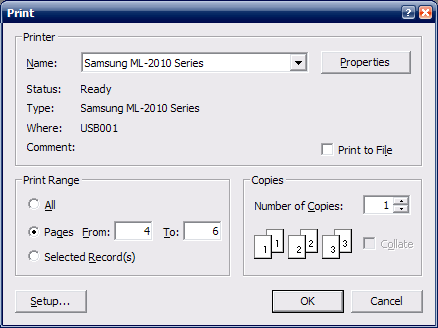 Print
Printer
Name: Samsung ML-2010 Series Properties
Status: Ready
Type: Samsung ML-2010 Series
Where: USB001
Comment:
Print to File
Print Range
All
Pages From: 4 To: 6
Selected Record(s)
Copies
Number of Copies: 1
1 1 2 2 3 3
Collate
Setup... OK Cancel